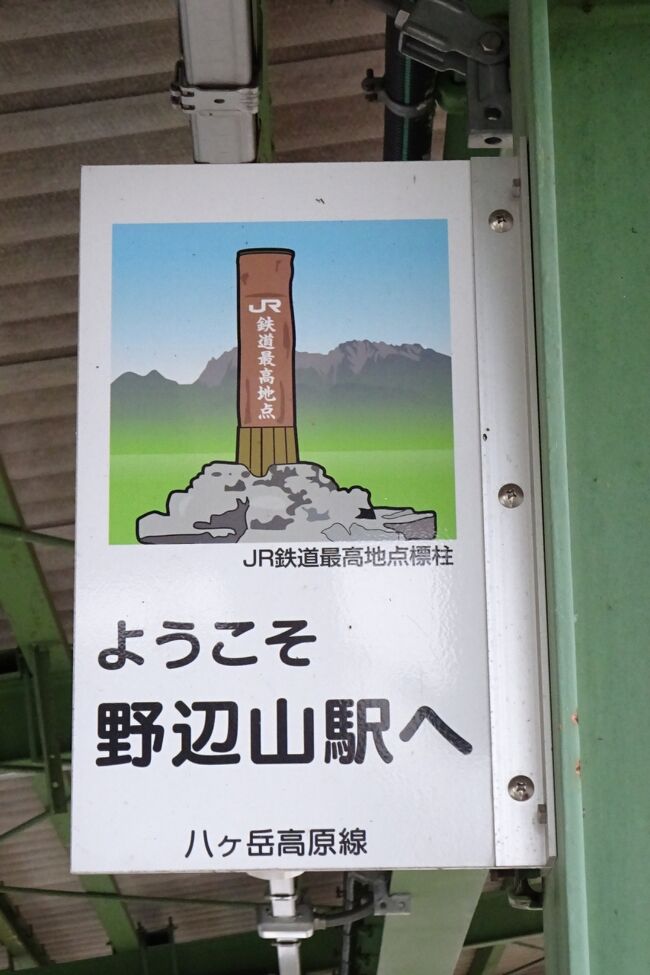 JR
鉄道最高地点
JR鉄道最高地点標柱
ようこそ
野辺山駅へ
八ヶ岳高原線